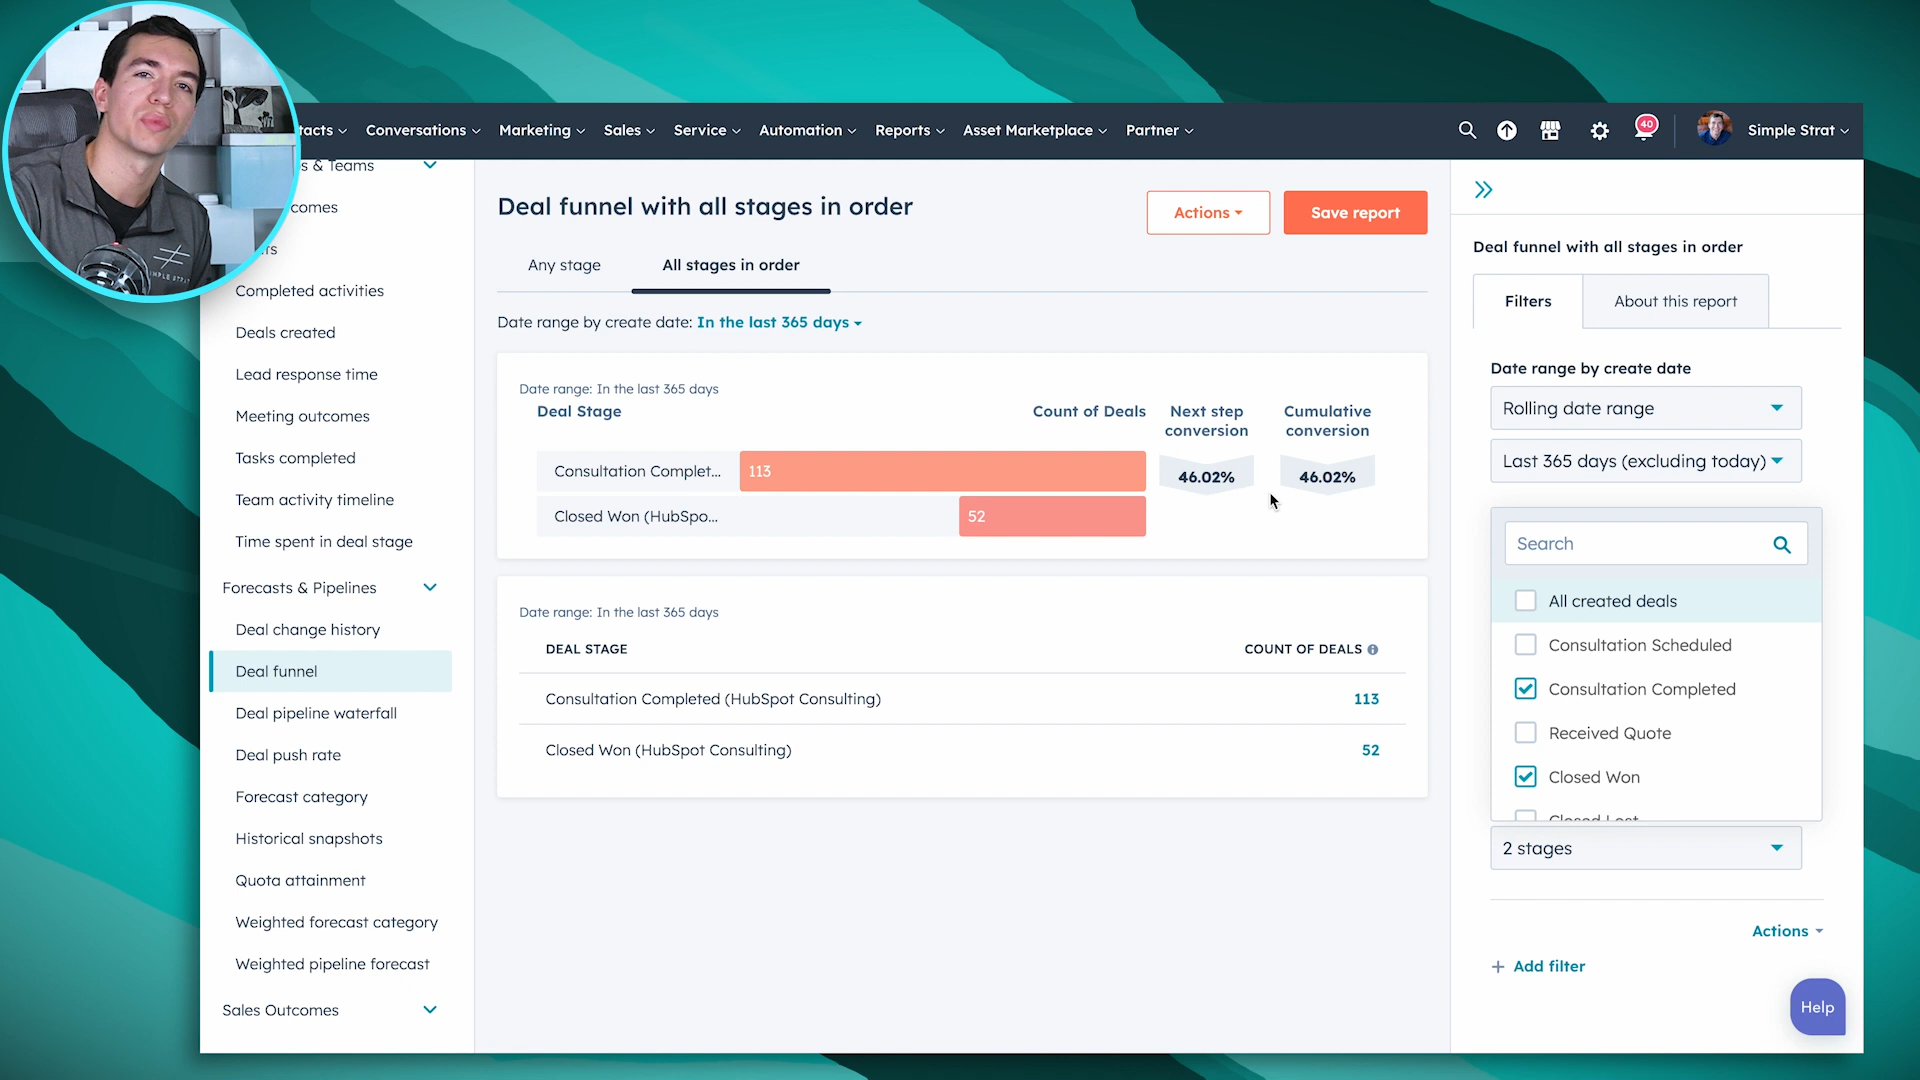 tacts
Conversations
Marketing
Sales
Service
Automation
Reports
Asset Marketplace
Partner
40
Simple Strat
s & Teams
comes
Completed activities
Deals created
Lead response time
Meeting outcomes
Tasks completed
Team activity timeline
Time spent in deal stage
Forecasts & Pipelines
Deal change history
Deal funnel
Deal pipeline waterfall
Deal push rate
Forecast category
Historical snapshots
Quota attainment
Weighted forecast category
Weighted pipeline forecast
Sales Outcomes
Deal funnel with all stages in order
Actions
Save report
Any stage
All stages in order
Date range by create date: In the last 365 days
Date range: In the last 365 days
Deal Stage
Count of Deals
Next step
conversion
Cumulative
conversion
Consultation Complet...
113
46.02%
46.02%
Closed Won (HubSpo...
52
Date range: In the last 365 days
DEAL STAGE
COUNT OF DEALS
Consultation Completed (HubSpot Consulting)
113
Closed Won (HubSpot Consulting)
52
Deal funnel with all stages in order
Filters
About this report
Date range by create date
Rolling date range
Last 365 days (excluding today)
Search
All created deals
Consultation Scheduled
Consultation Completed
Received Quote
Closed Won
Closed Lost
2 stages
Actions
+ Add filter
Help